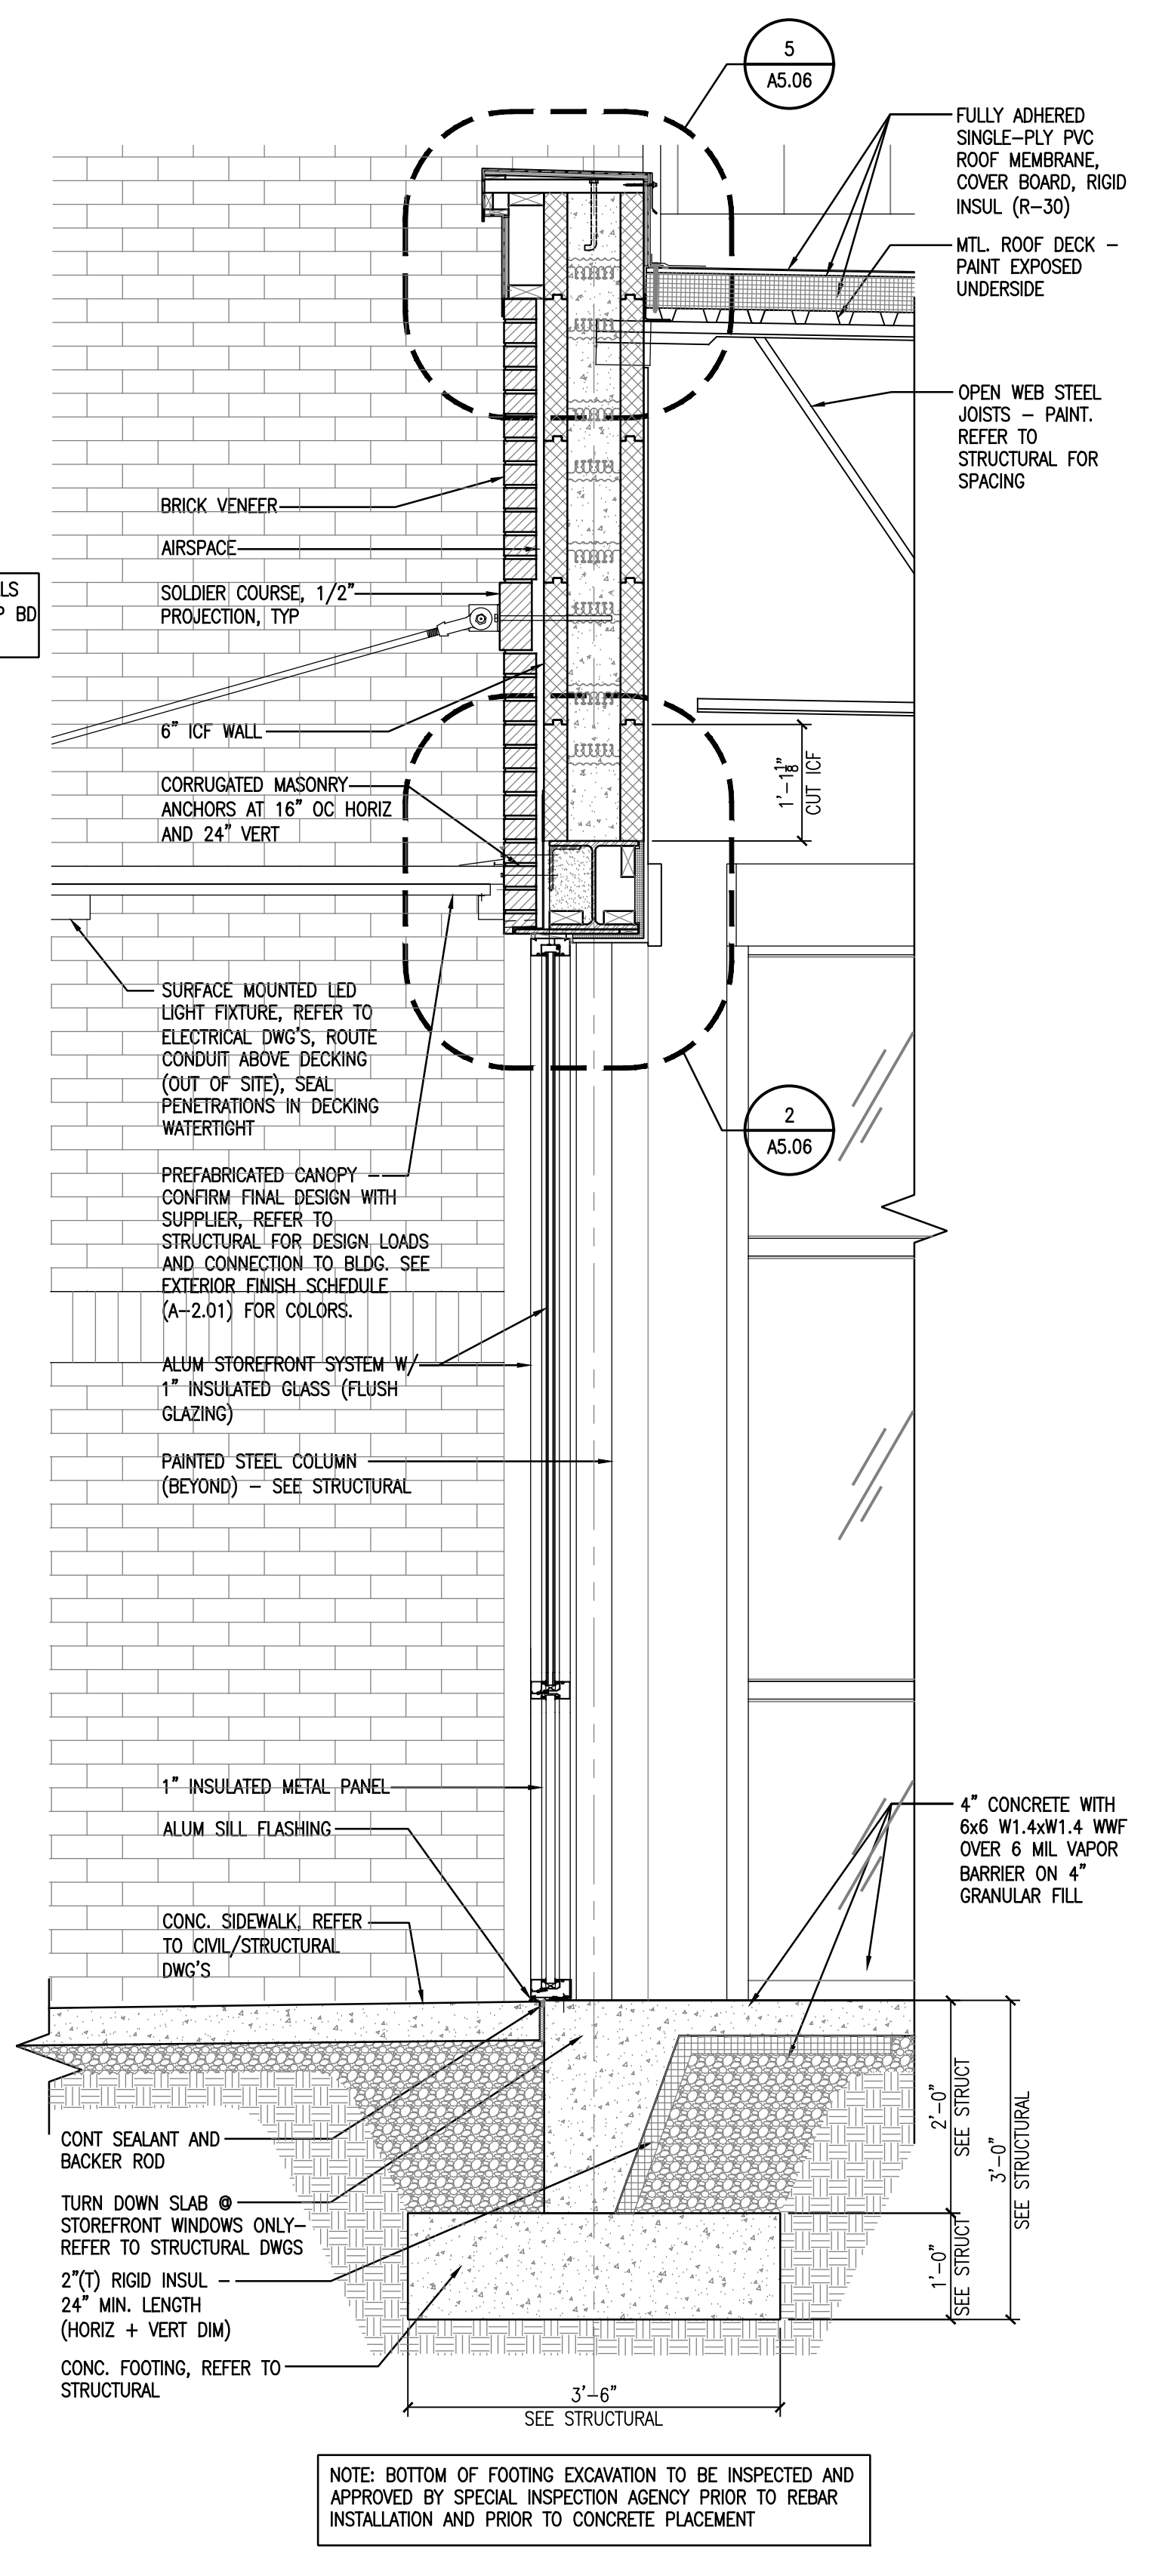 5
A5.06
FULLY ADHERED
SINGLE-PLY PVC
ROOF MEMBRANE,
COVER BOARD, RIGID
INSUL (R-30)
MTL. ROOF DECK -
PAINT EXPOSED
UNDERSIDE
OPEN WEB STEEL
JOISTS - PAINT.
REFER TO
STRUCTURAL FOR
SPACING
BRICK VENEER
AIRSPACE
LS
P BD
SOLDIER COURSE, 1/2"
PROJECTION, TYP
6" ICF WALL
CORRUGATED MASONRY
ANCHORS AT 16" OC HORIZ
AND 24" VERT
1'-1 1/8"
CUT ICF
SURFACE MOUNTED LED
LIGHT FIXTURE, REFER TO
ELECTRICAL DWG'S, ROUTE
CONDUIT ABOVE DECKING
(OUT OF SITE), SEAL
PENETRATIONS IN DECKING
WATERTIGHT
2
A5.06
PREFABRICATED CANOPY -
CONFIRM FINAL DESIGN WITH
SUPPLIER, REFER TO
STRUCTURAL FOR DESIGN LOADS
AND CONNECTION TO BLDG. SEE
EXTERIOR FINISH SCHEDULE
(A-2.01) FOR COLORS.
ALUM STOREFRONT SYSTEM W/
1" INSULATED GLASS (FLUSH
GLAZING)
PAINTED STEEL COLUMN
(BEYOND) - SEE STRUCTURAL
1" INSULATED METAL PANEL
ALUM SILL FLASHING
4" CONCRETE WITH
6x6 W1.4xW1.4 WWF
OVER 6 MIL VAPOR
BARRIER ON 4"
GRANULAR FILL
CONC. SIDEWALK, REFER
TO CIVIL/STRUCTURAL
DWG'S
CONT SEALANT AND
BACKER ROD
TURN DOWN SLAB @
STOREFRONT WINDOWS ONLY-
REFER TO STRUCTURAL DWGS
2"(T) RIGID INSUL -
24" MIN. LENGTH
(HORIZ + VERT DIM)
CONC. FOOTING, REFER TO
STRUCTURAL
2'-0"
SEE STRUCT
1'-0"
SEE STRUCT
3'-0"
SEE STRUCTURAL
3'-6"
SEE STRUCTURAL
NOTE: BOTTOM OF FOOTING EXCAVATION TO BE INSPECTED AND
APPROVED BY SPECIAL INSPECTION AGENCY PRIOR TO REBAR
INSTALLATION AND PRIOR TO CONCRETE PLACEMENT